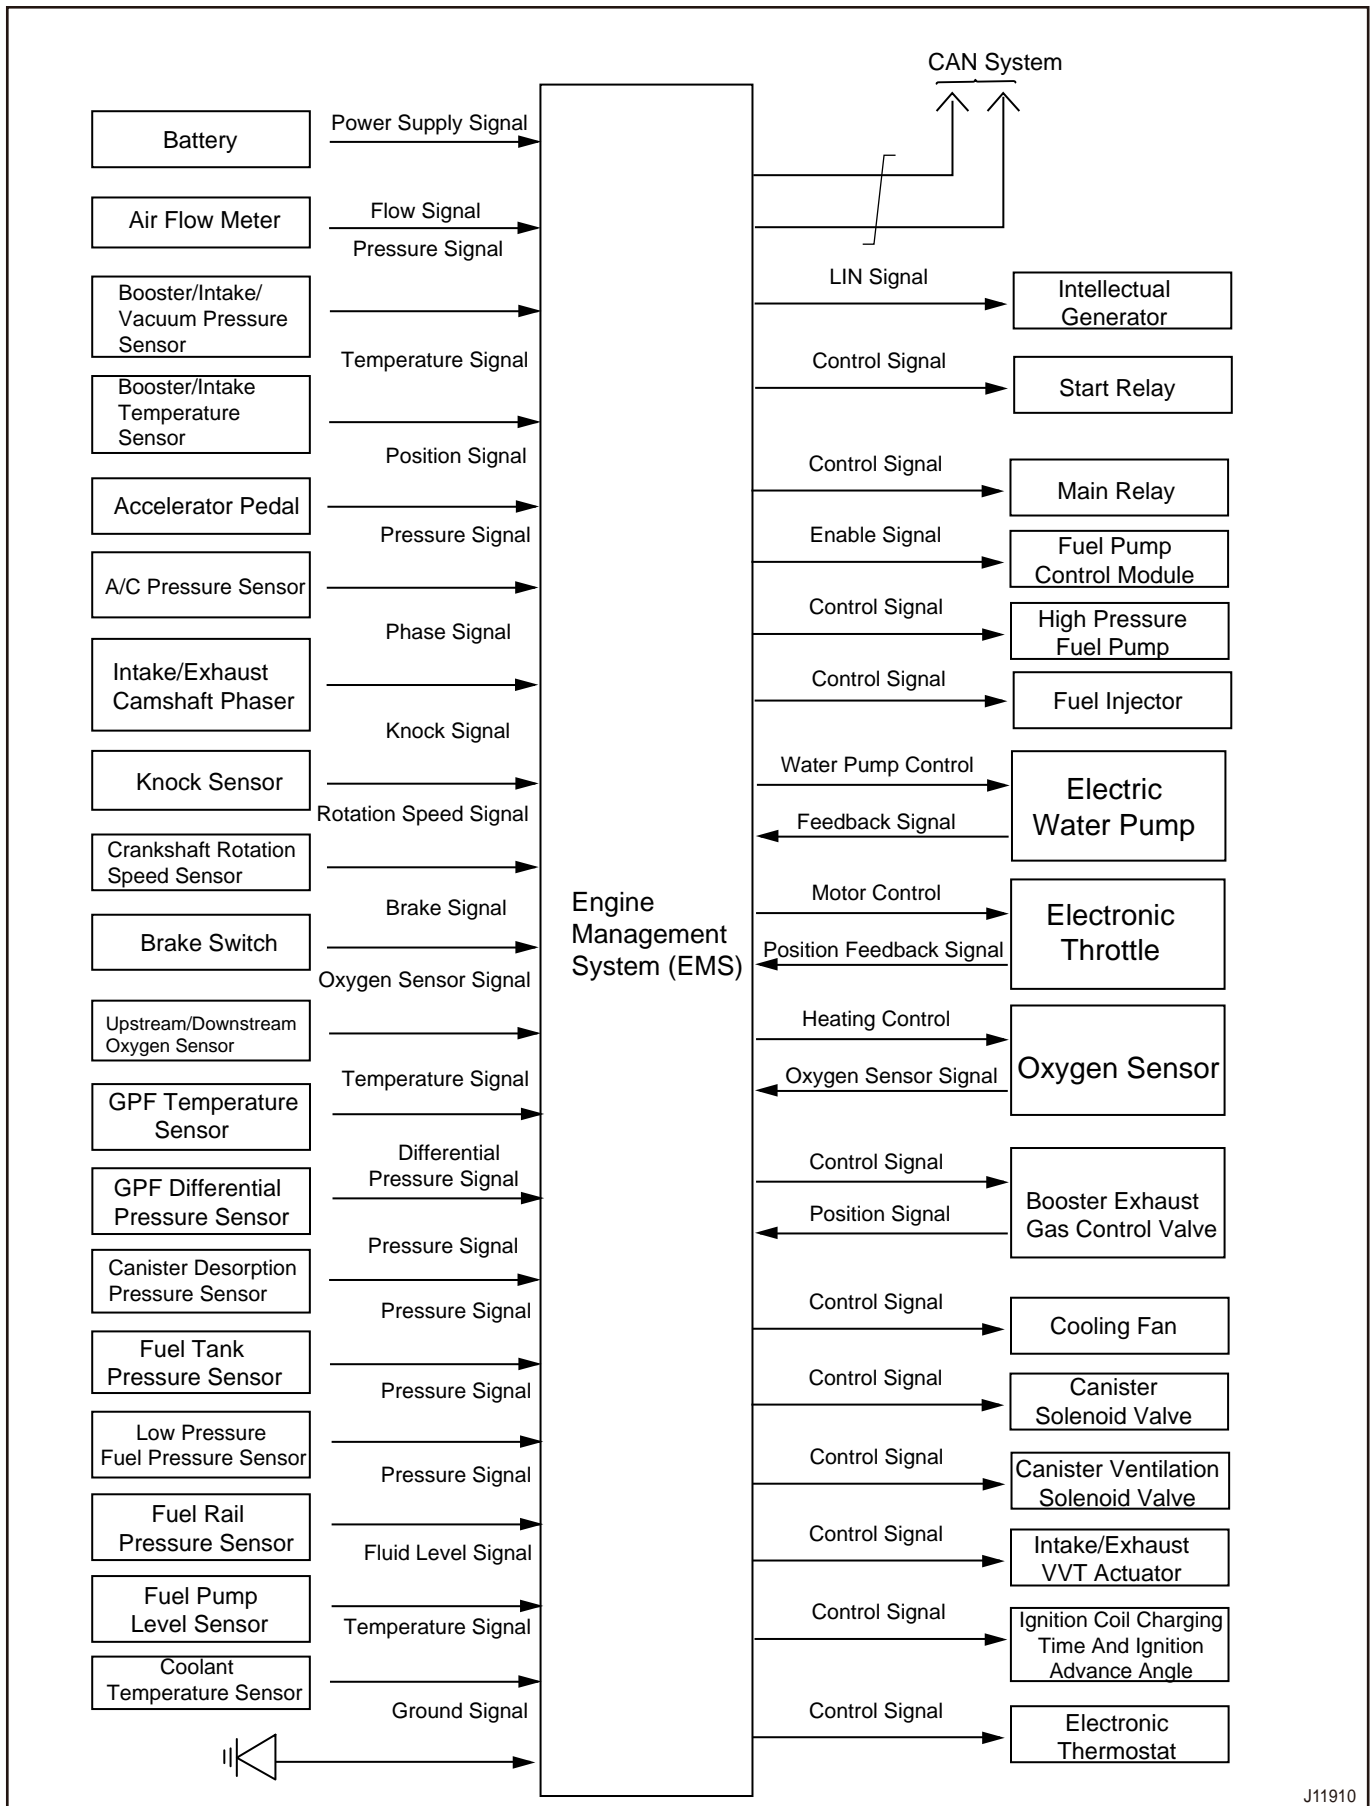 CAN System
Battery
Power Supply Signal
Air Flow Meter
Flow Signal
Pressure Signal
Booster/Intake/
Vacuum Pressure
Sensor
Temperature Signal
Booster/Intake
Temperature
Sensor
Position Signal
Accelerator Pedal
Pressure Signal
A/C Pressure Sensor
Phase Signal
Intake/Exhaust
Camshaft Phaser
Knock Signal
Knock Sensor
Rotation Speed Signal
Crankshaft Rotation
Speed Sensor
Brake Signal
Brake Switch
Oxygen Sensor Signal
Upstream/Downstream
Oxygen Sensor
Temperature Signal
GPF Temperature
Sensor
Differential
Pressure Signal
GPF Differential
Pressure Sensor
Pressure Signal
Canister Desorption
Pressure Sensor
Pressure Signal
Fuel Tank
Pressure Sensor
Pressure Signal
Low Pressure
Fuel Pressure Sensor
Pressure Signal
Fuel Rail
Pressure Sensor
Fluid Level Signal
Fuel Pump
Level Sensor
Temperature Signal
Coolant
Temperature Sensor
Ground Signal
Engine
Management
System (EMS)
LIN Signal
Intellectual
Generator
Control Signal
Start Relay
Control Signal
Main Relay
Enable Signal
Fuel Pump
Control Module
Control Signal
High Pressure
Fuel Pump
Control Signal
Fuel Injector
Water Pump Control
Feedback Signal
Electric
Water Pump
Motor Control
Position Feedback Signal
Electronic
Throttle
Heating Control
Oxygen Sensor Signal
Oxygen Sensor
Control Signal
Position Signal
Booster Exhaust
Gas Control Valve
Control Signal
Cooling Fan
Control Signal
Canister
Solenoid Valve
Control Signal
Canister Ventilation
Solenoid Valve
Control Signal
Intake/Exhaust
VVT Actuator
Control Signal
Ignition Coil Charging
Time And Ignition
Advance Angle
Control Signal
Electronic
Thermostat
J11910